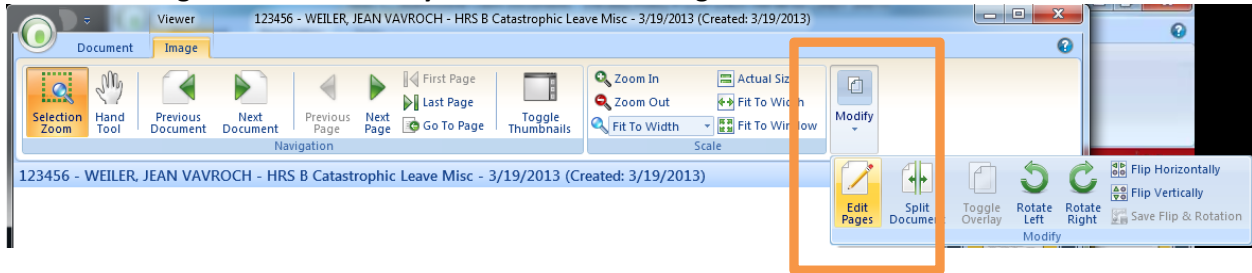 Viewer 123456 - WEILER, JEAN VAVROCH - HRS B Catastrophic Leave Misc - 3/19/2013 (Created: 3/19/2013)
Document Image
Selection Zoom
Hand Tool
Previous Document
Next Document
Previous Page
Next Page
First Page
Last Page
Go To Page
Toggle Thumbnails
Navigation
Zoom In
Zoom Out
Fit To Width
Actual Siz
Fit To Width
Fit To Window
Scale
Modify
123456 - WEILER, JEAN VAVROCH - HRS B Catastrophic Leave Misc - 3/19/2013 (Created: 3/19/2013)
Edit Pages
Split Document
Toggle Overlay
Rotate Left
Rotate Right
Flip Horizontally
Flip Vertically
Save Flip & Rotation
Modify